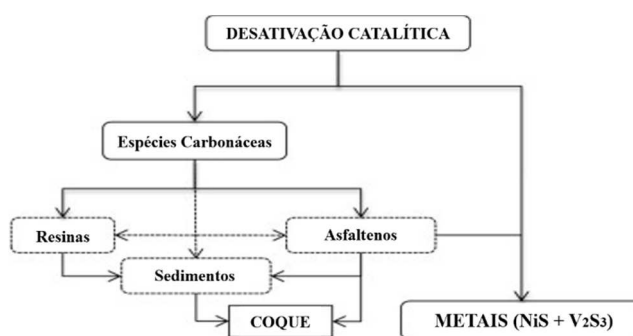 DESATIVAÇÃO CATALÍTICA
Espécies Carbonáceas
Resinas
Asfaltenos
Sedimentos
COQUE
METAIS (NiS + V₂S₃)